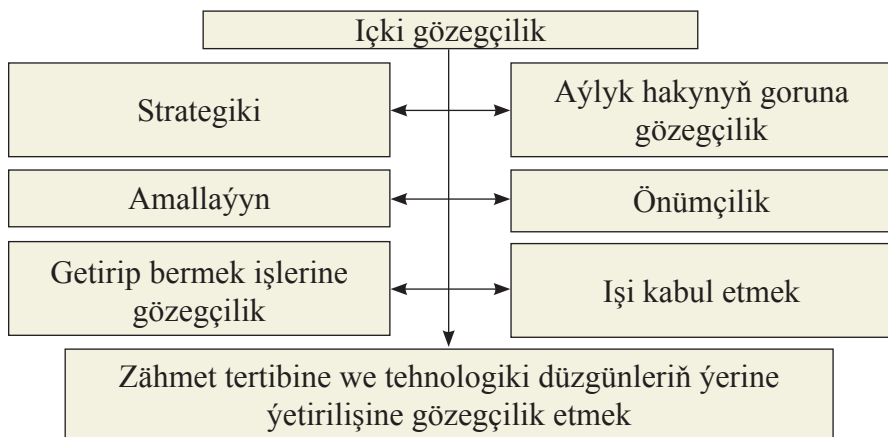 Içki gözegçilik
Strategiki
Aýlyk hakynyň goruna
gözegçilik
Amallaýyn
Önümçilik
Getirip bermek işlerine
gözegçilik
Işi kabul etmek
Zähmet tertibine we tehnologiki düzgünleriň ýerine
ýetirilişine gözegçilik etmek